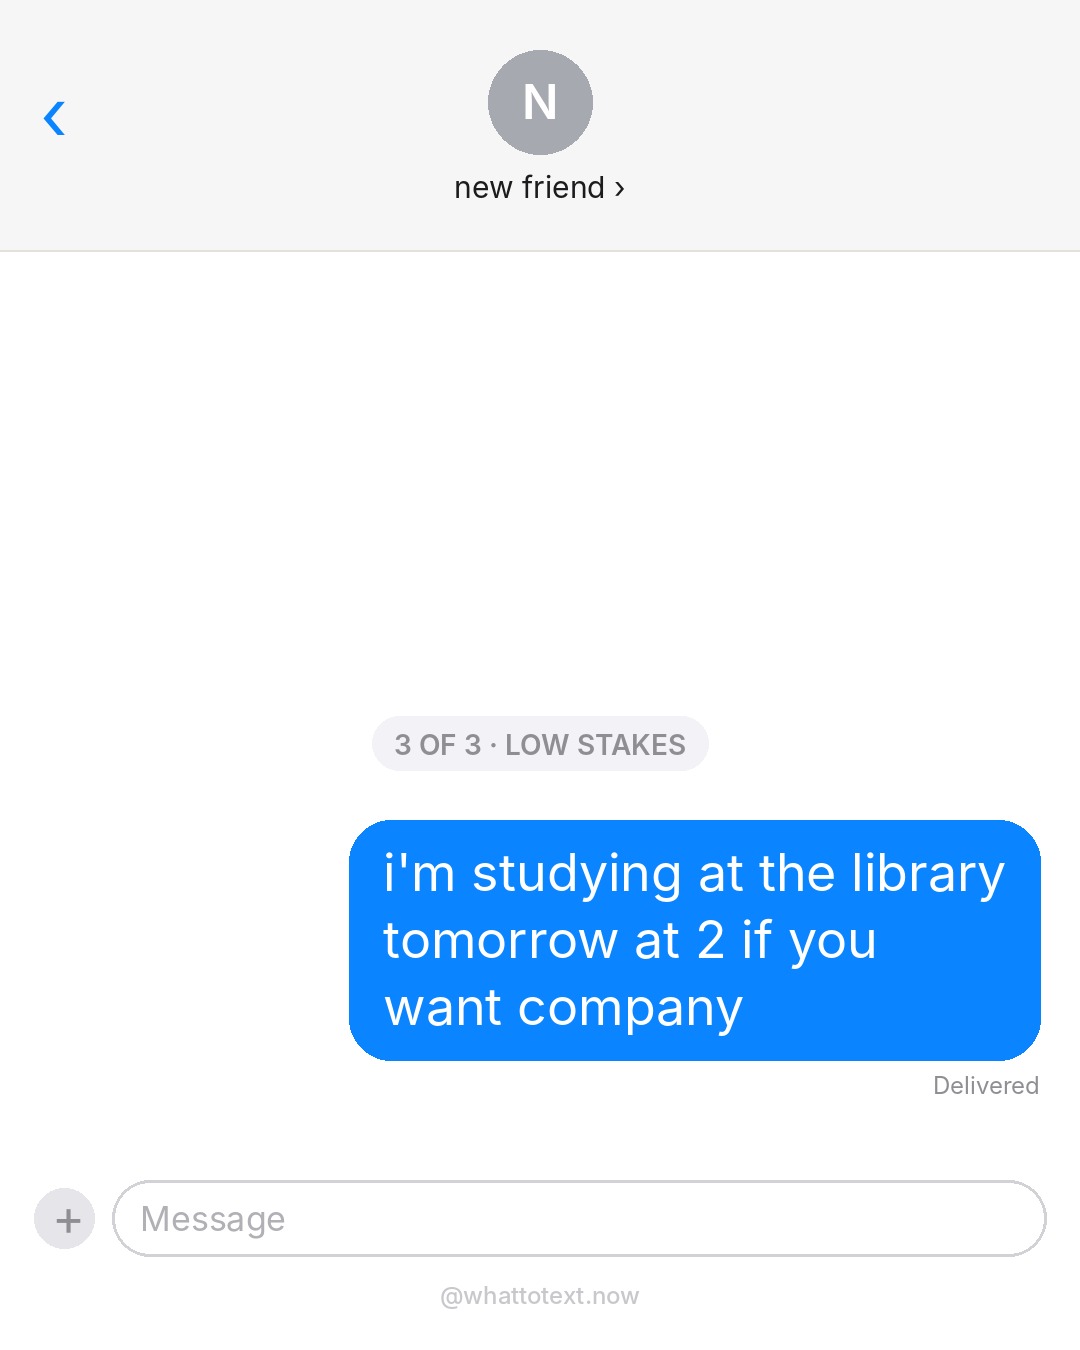 N
new friend ›
3 OF 3 · LOW STAKES
i'm studying at the library
tomorrow at 2 if you
want company
Delivered
+
Message
@whattotext.now